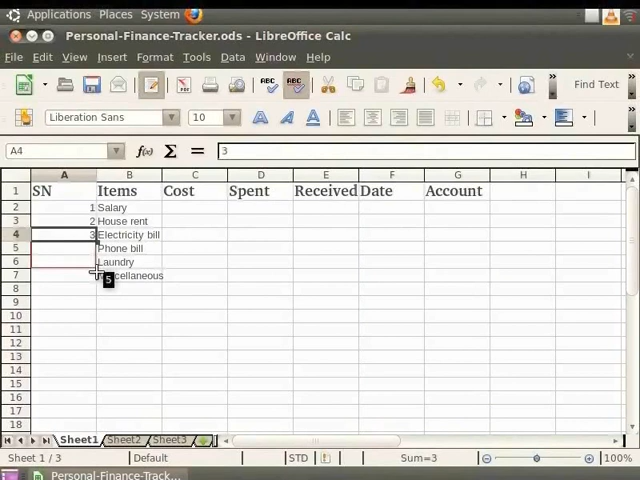 Applications Places System
Personal-Finance-Tracker.ods - LibreOffice Calc
File Edit View Insert Format Tools Data Window Help
ABC ABC Find Text
Liberation Sans 10
A4 f(x) Σ = 3
A B C D E F G H I
1 SN Items Cost Spent Received Date Account
2 1 Salary
3 2 House rent
4 3 Electricity bill
5 Phone bill
6 Laundry
7 cellaneous
5
8
9
10
11
12
13
14
15
16
17
18
Sheet1 Sheet2 Sheet3
Sheet 1 / 3 Default STD Sum=3 100%
Personal-Finance-Track...